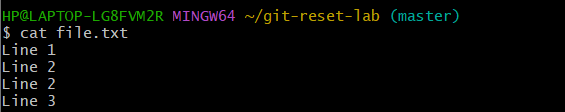 HP@LAPTOP-LG8FVM2R MINGW64 ~/git-reset-lab (master)
$ cat file.txt
Line 1
Line 2
Line 2
Line 3